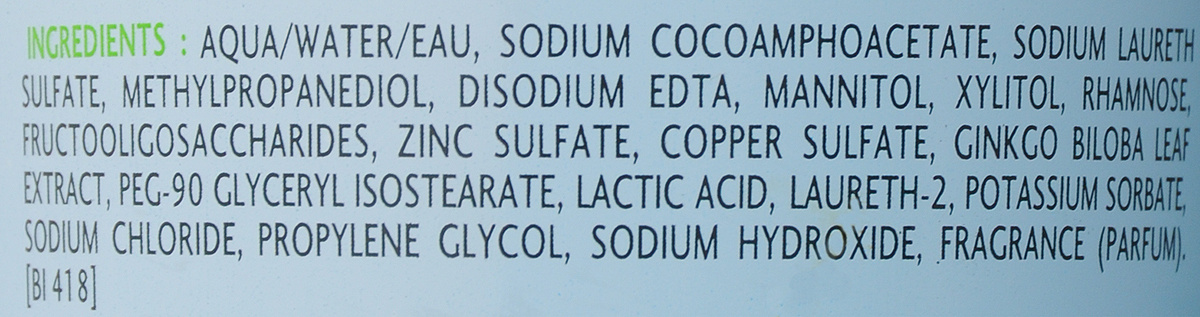 INGREDIENTS : AQUA/WATER/EAU, SODIUM COCOAMPHOACETATE, SODIUM LAURETH
SULFATE, METHYLPROPANEDIOL, DISODIUM EDTA, MANNITOL, XYLITOL, RHAMNOSE,
FRUCTOOLIGOSACCHARIDES, ZINC SULFATE, COPPER SULFATE, GINKGO BILOBA LEAF
EXTRACT, PEG-90 GLYCERYL ISOSTEARATE, LACTIC ACID, LAURETH-2, POTASSIUM SORBATE,
SODIUM CHLORIDE, PROPYLENE GLYCOL, SODIUM HYDROXIDE, FRAGRANCE (PARFUM).
[BI 418]